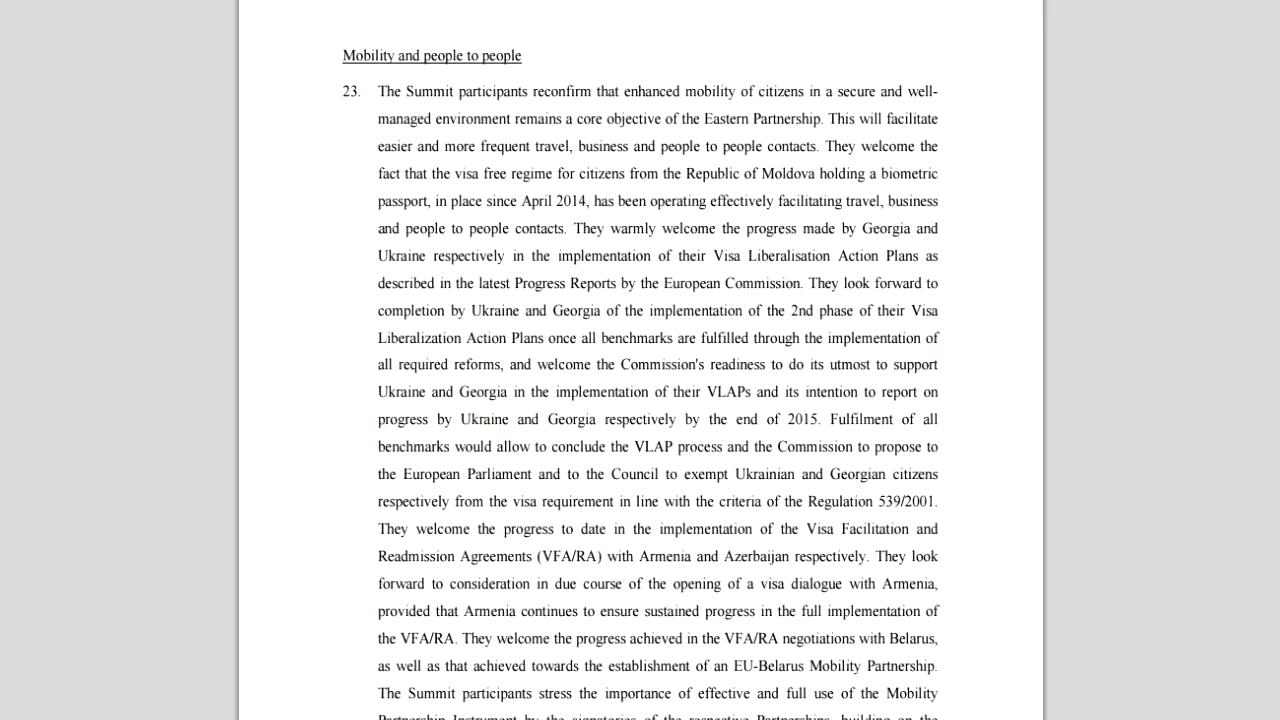 Mobility and people to people
23. The Summit participants reconfirm that enhanced mobility of citizens in a secure and well-
managed environment remains a core objective of the Eastern Partnership. This will facilitate
easier and more frequent travel, business and people to people contacts. They welcome the
fact that the visa free regime for citizens from the Republic of Moldova holding a biometric
passport, in place since April 2014, has been operating effectively facilitating travel, business
and people to people contacts. They warmly welcome the progress made by Georgia and
Ukraine respectively in the implementation of their Visa Liberalisation Action Plans as
described in the latest Progress Reports by the European Commission. They look forward to
completion by Ukraine and Georgia of the implementation of the 2nd phase of their Visa
Liberalization Action Plans once all benchmarks are fulfilled through the implementation of
all required reforms, and welcome the Commission's readiness to do its utmost to support
Ukraine and Georgia in the implementation of their VLAPs and its intention to report on
progress by Ukraine and Georgia respectively by the end of 2015. Fulfilment of all
benchmarks would allow to conclude the VLAP process and the Commission to propose to
the European Parliament and to the Council to exempt Ukrainian and Georgian citizens
respectively from the visa requirement in line with the criteria of the Regulation 539/2001.
They welcome the progress to date in the implementation of the Visa Facilitation and
Readmission Agreements (VFA/RA) with Armenia and Azerbaijan respectively. They look
forward to consideration in due course of the opening of a visa dialogue with Armenia,
provided that Armenia continues to ensure sustained progress in the full implementation of
the VFA/RA. They welcome the progress achieved in the VFA/RA negotiations with Belarus,
as well as that achieved towards the establishment of an EU-Belarus Mobility Partnership.
The Summit participants stress the importance of effective and full use of the Mobility
Partnership Instrument by the signatories of the respective Partnerships, building on the